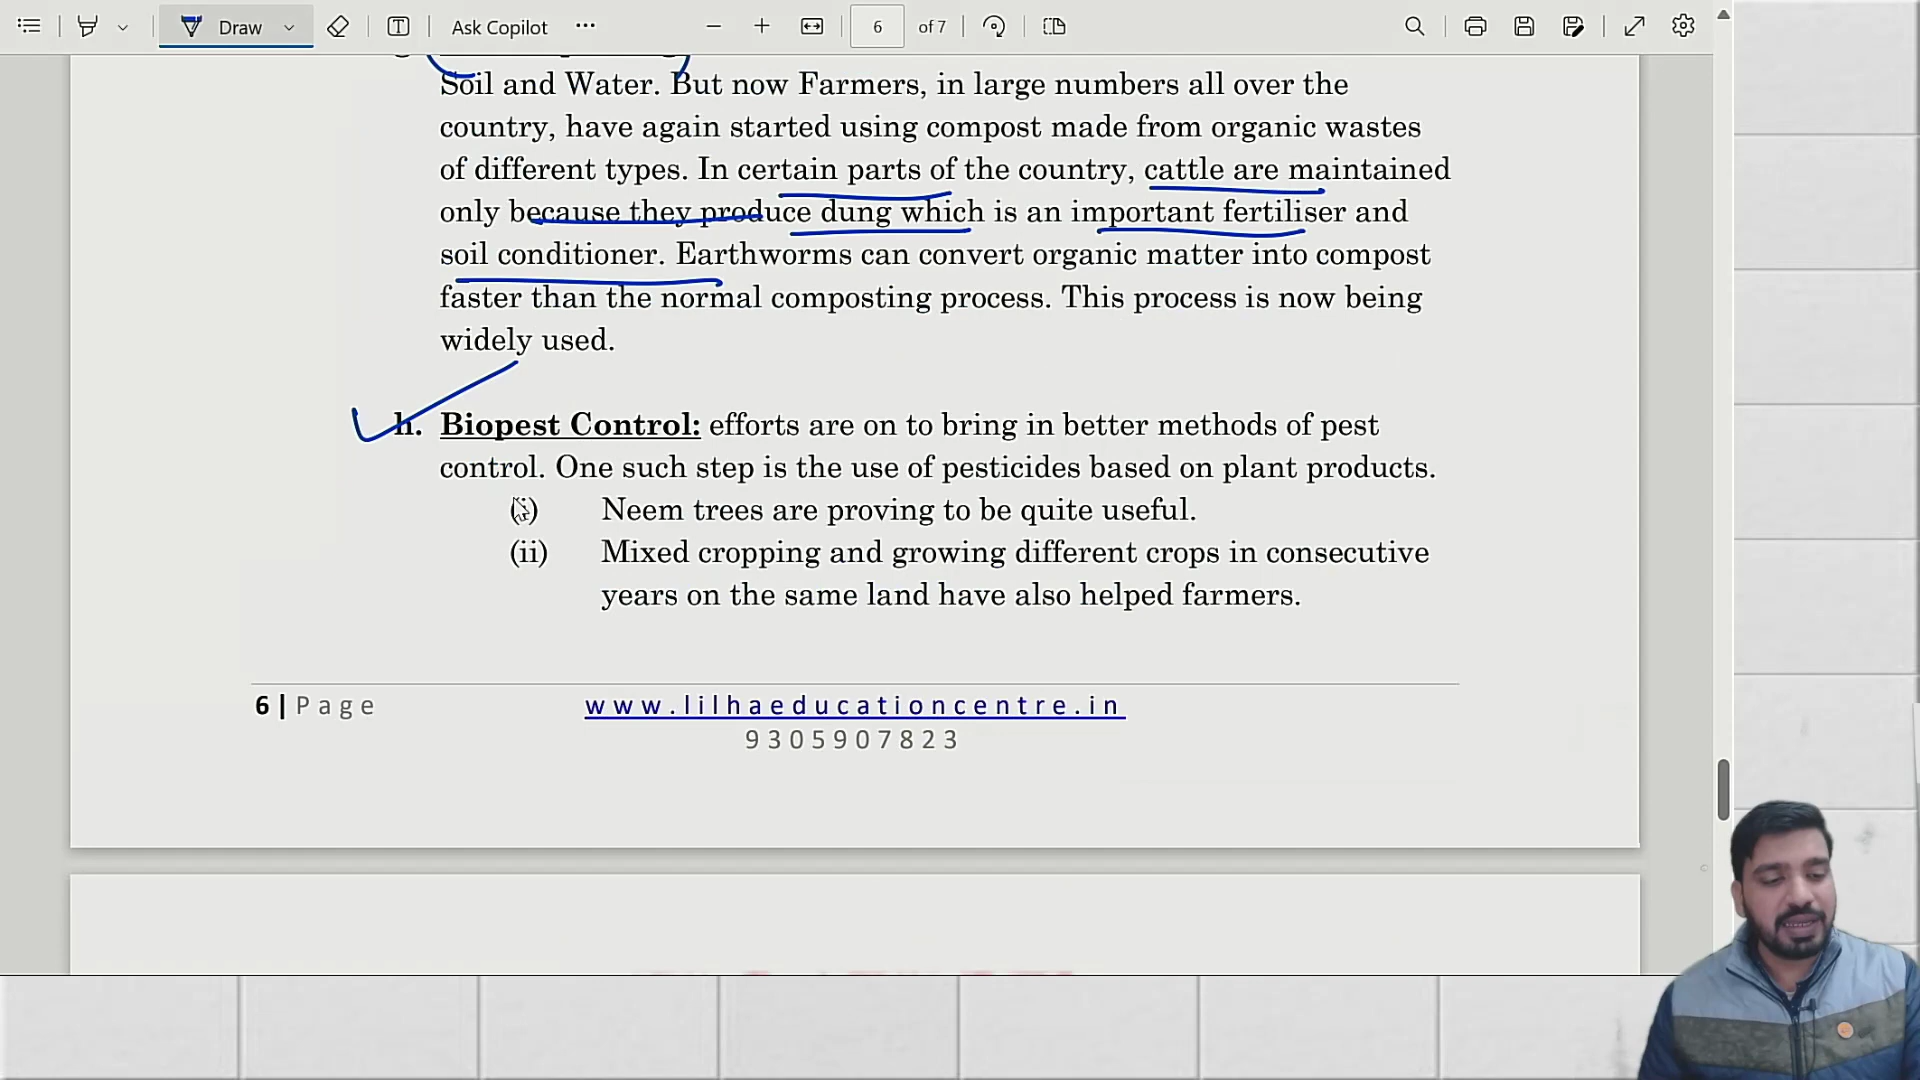 Draw
Ask Copilot
6 of 7
Soil and Water. But now Farmers, in large numbers all over the
country, have again started using compost made from organic wastes
of different types. In certain parts of the country, cattle are maintained
only because they produce dung which is an important fertiliser and
soil conditioner. Earthworms can convert organic matter into compost
faster than the normal composting process. This process is now being
widely used.
h. Biopest Control: efforts are on to bring in better methods of pest
control. One such step is the use of pesticides based on plant products.
(i) Neem trees are proving to be quite useful.
(ii) Mixed cropping and growing different crops in consecutive
years on the same land have also helped farmers.
6 | Page www.lilhaeducationcentre.in
9305907823